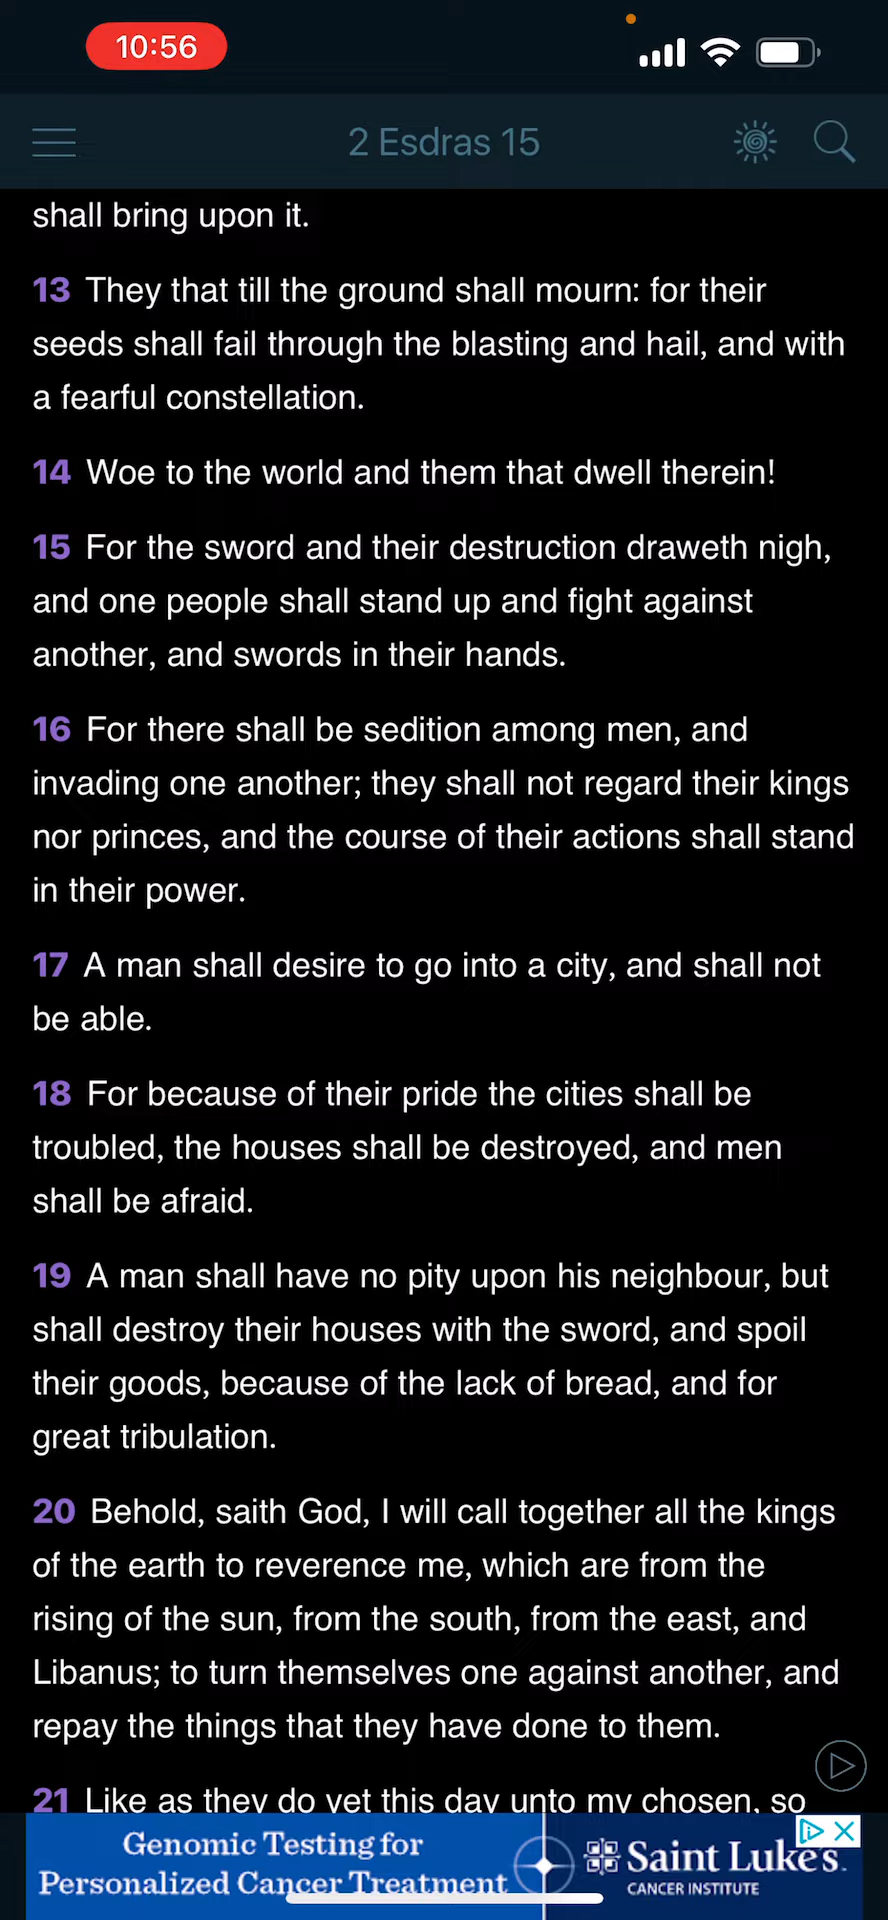 10:56
2 Esdras 15
shall bring upon it.
13 They that till the ground shall mourn: for their
seeds shall fail through the blasting and hail, and with
a fearful constellation.
14 Woe to the world and them that dwell therein!
15 For the sword and their destruction draweth nigh,
and one people shall stand up and fight against
another, and swords in their hands.
16 For there shall be sedition among men, and
invading one another; they shall not regard their kings
nor princes, and the course of their actions shall stand
in their power.
17 A man shall desire to go into a city, and shall not
be able.
18 For because of their pride the cities shall be
troubled, the houses shall be destroyed, and men
shall be afraid.
19 A man shall have no pity upon his neighbour, but
shall destroy their houses with the sword, and spoil
their goods, because of the lack of bread, and for
great tribulation.
20 Behold, saith God, I will call together all the kings
of the earth to reverence me, which are from the
rising of the sun, from the south, from the east, and
Libanus; to turn themselves one against another, and
repay the things that they have done to them.
21 Like as they do yet this day unto my chosen, so
Genomic Testing for
Personalized Cancer Treatment
Saint Luke's.
CANCER INSTITUTE